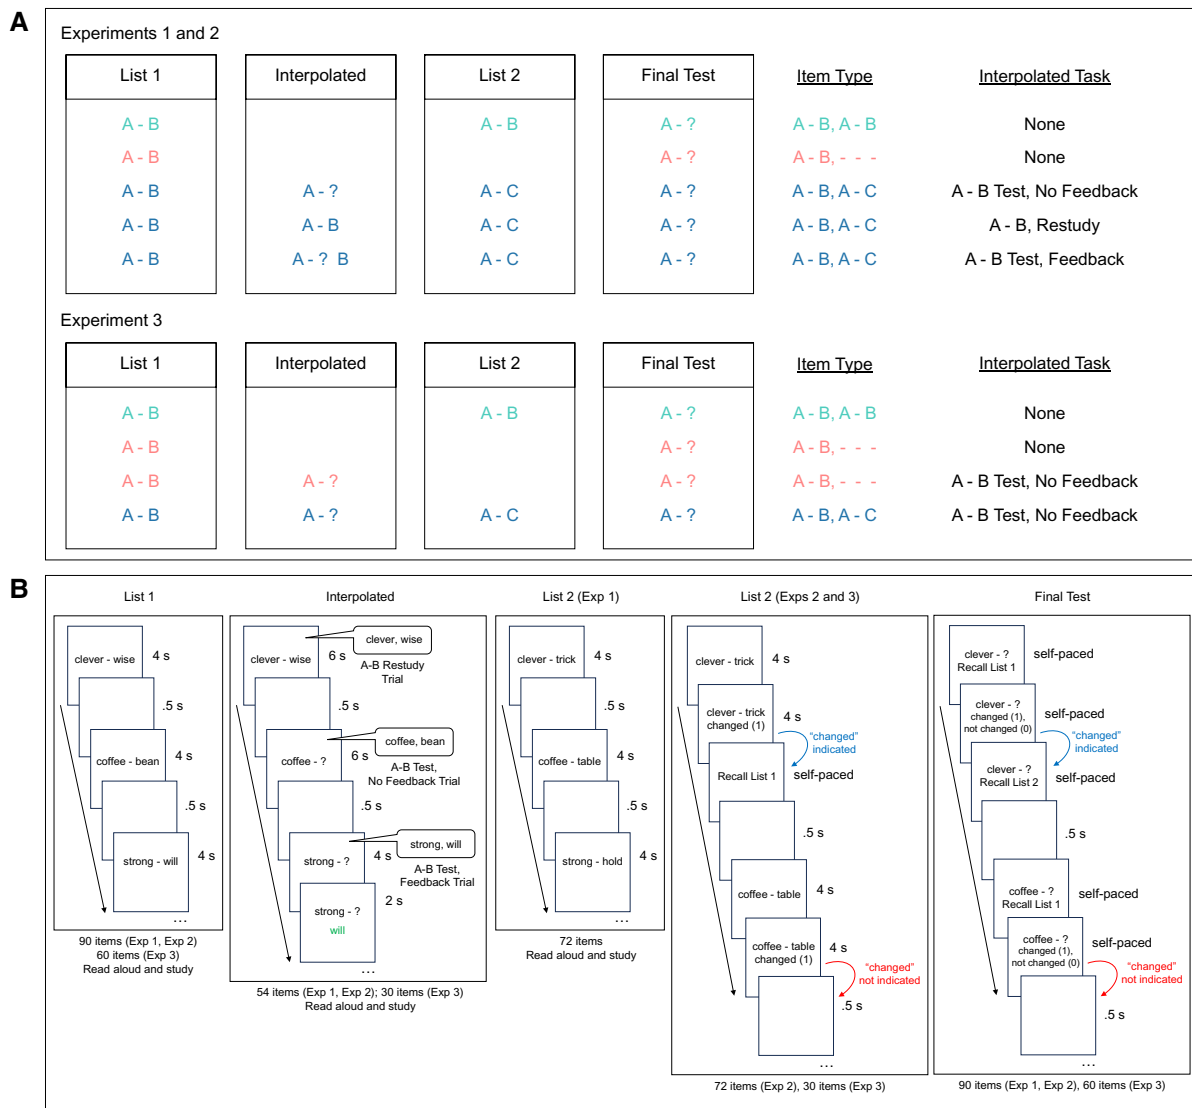 A
Experiments 1 and 2
List 1 Interpolated List 2 Final Test Item Type Interpolated Task
A - B A - B A - ? A - B, A - B None
A - B A - ? A - B, - - - None
A - B A - ? A - C A - ? A - B, A - C A - B Test, No Feedback
A - B A - B A - C A - ? A - B, A - C A - B, Restudy
A - B A - ? B A - C A - ? A - B, A - C A - B Test, Feedback
Experiment 3
List 1 Interpolated List 2 Final Test Item Type Interpolated Task
A - B A - B A - ? A - B, A - B None
A - B A - ? A - B, - - - None
A - B A - ? A - ? A - B, - - - A - B Test, No Feedback
A - B A - ? A - C A - ? A - B, A - C A - B Test, No Feedback
B
List 1
clever - wise
4 s
.5 s
coffee - bean
4 s
.5 s
strong - will
4 s
...
90 items (Exp 1, Exp 2)
60 items (Exp 3)
Read aloud and study
Interpolated
clever, wise
clever - wise
6 s
A-B Restudy
Trial
.5 s
coffee, bean
coffee - ?
6 s
A-B Test,
No Feedback Trial
.5 s
strong, will
strong - ?
4 s
A-B Test,
Feedback Trial
2 s
strong - ?
will
...
54 items (Exp 1, Exp 2); 30 items (Exp 3)
Read aloud and study
List 2 (Exp 1)
clever - trick
4 s
.5 s
coffee - table
4 s
.5 s
strong - hold
4 s
...
72 items
Read aloud and study
List 2 (Exps 2 and 3)
clever - trick
4 s
clever - trick
changed (1)
4 s
"changed"
indicated
Recall List 1
self-paced
.5 s
coffee - table
4 s
coffee - table
changed (1)
4 s
"changed"
not indicated
.5 s
...
72 items (Exp 2), 30 items (Exp 3)
Final Test
clever - ?
Recall List 1
self-paced
clever - ?
changed (1),
not changed (0)
self-paced
"changed"
indicated
clever - ?
Recall List 2
self-paced
.5 s
coffee - ?
Recall List 1
self-paced
coffee - ?
changed (1),
not changed (0)
self-paced
"changed"
not indicated
.5 s
...
90 items (Exp 1, Exp 2), 60 items (Exp 3)